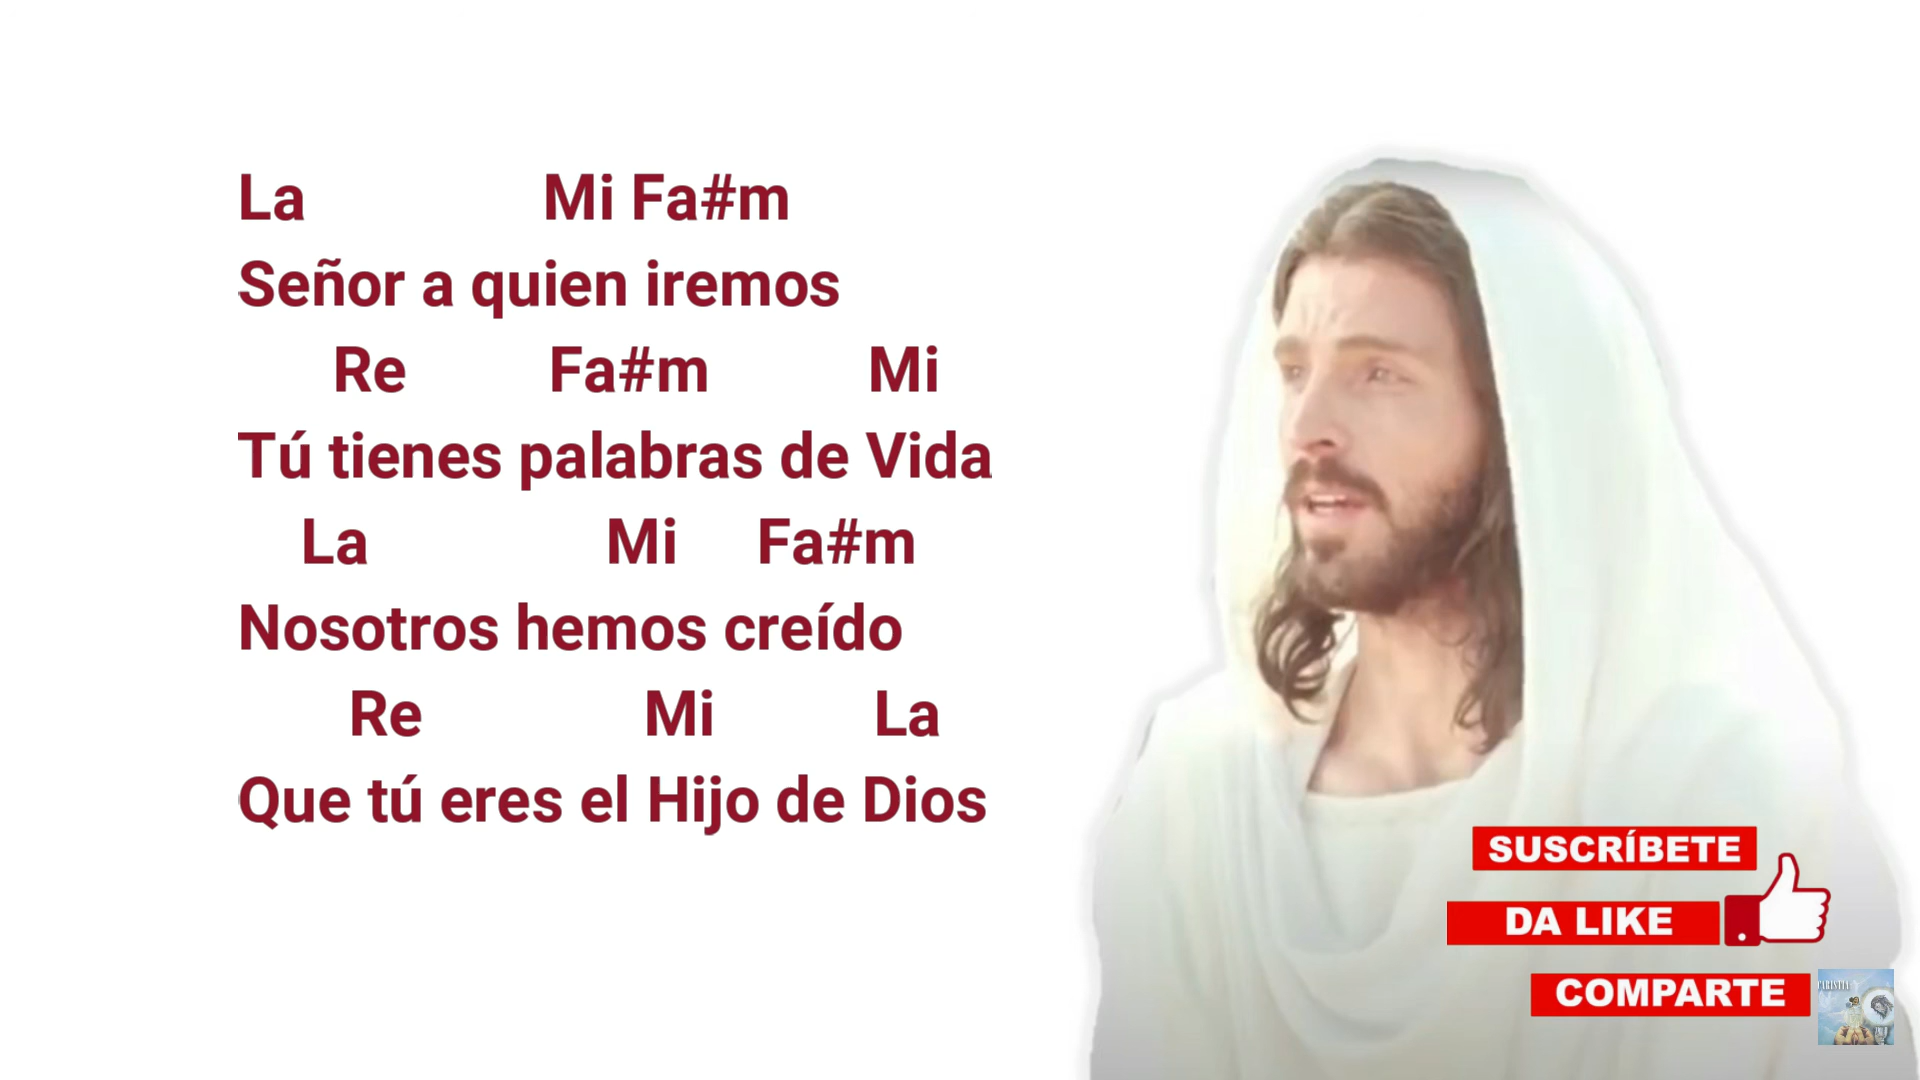 La Mi Fa#m
Señor a quien iremos
Re Fa#m Mi
Tú tienes palabras de Vida
La Mi Fa#m
Nosotros hemos creído
Re Mi La
Que tú eres el Hijo de Dios
SUSCRÍBETE
DA LIKE
COMPARTE